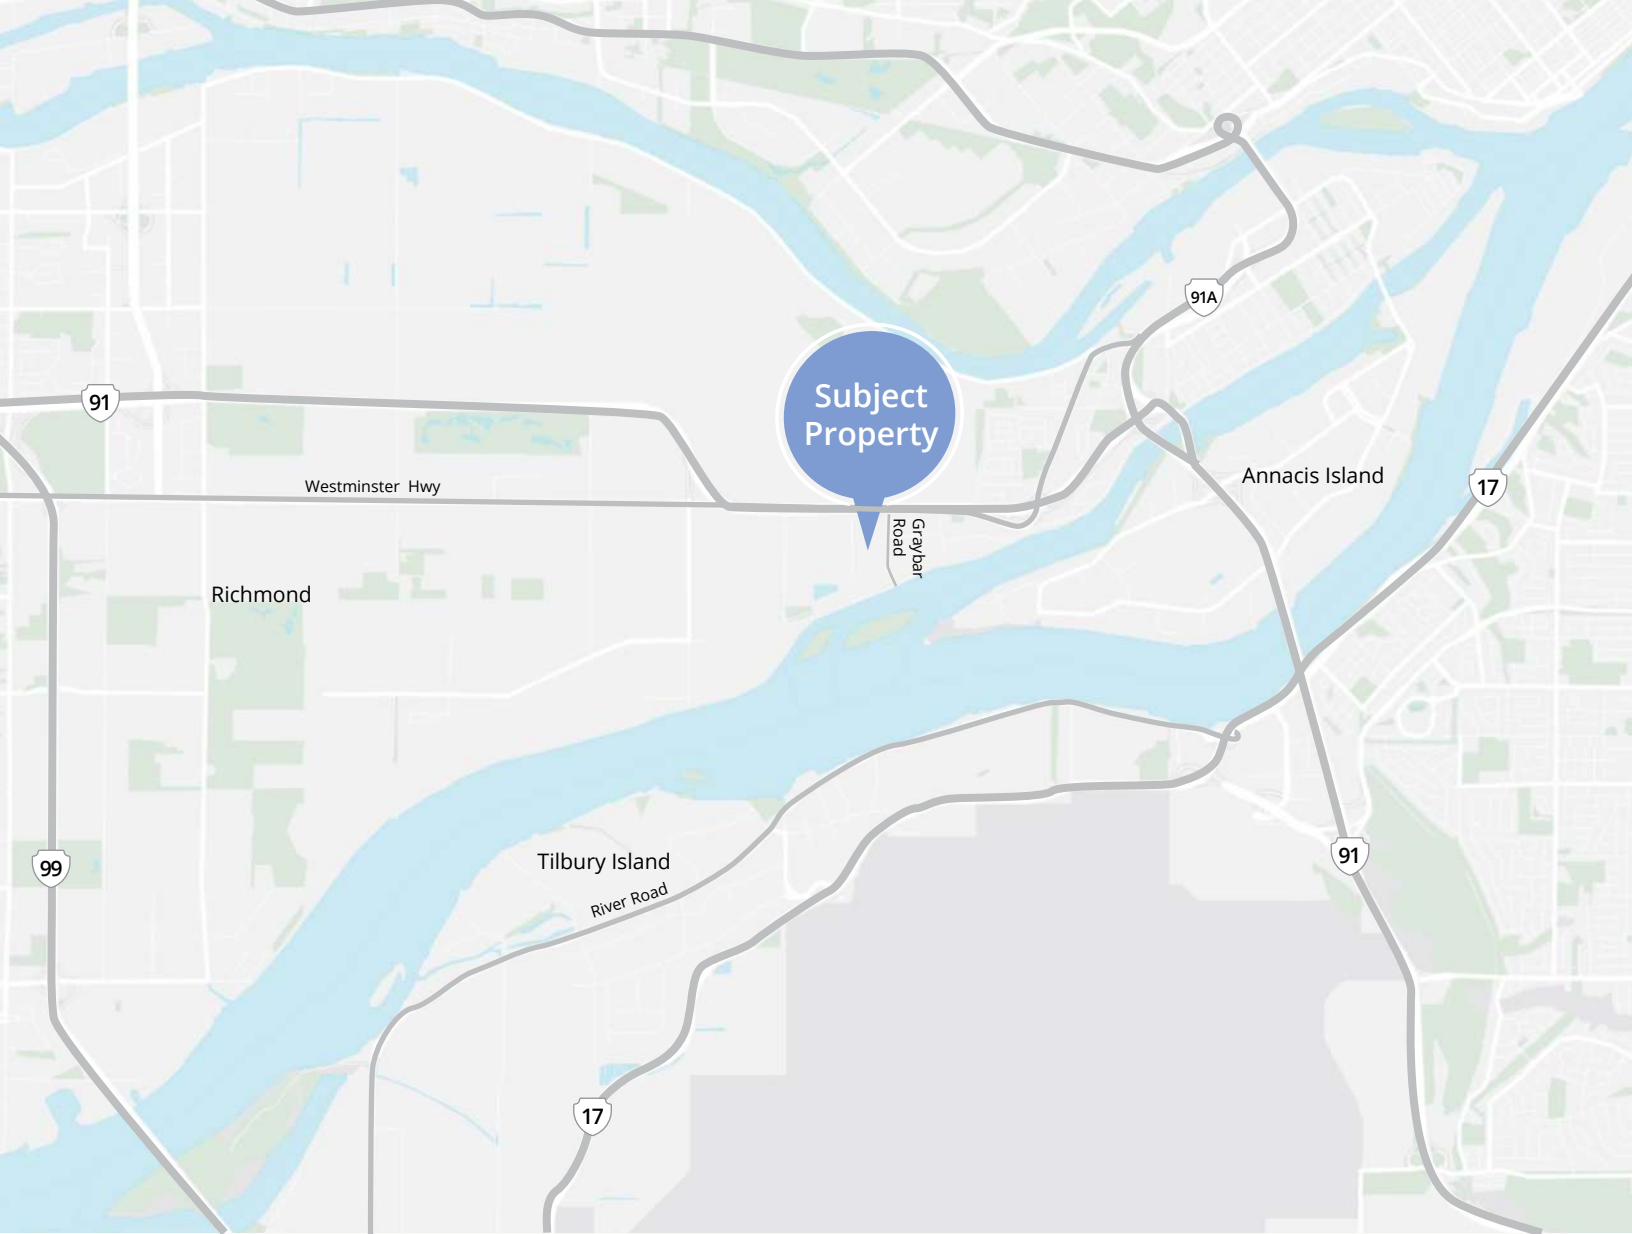 91A
Subject
Property
91
Westminster  Hwy
Annacis Island
17
Graybar
Road
Richmond
91
99
Tilbury Island
River Road
17